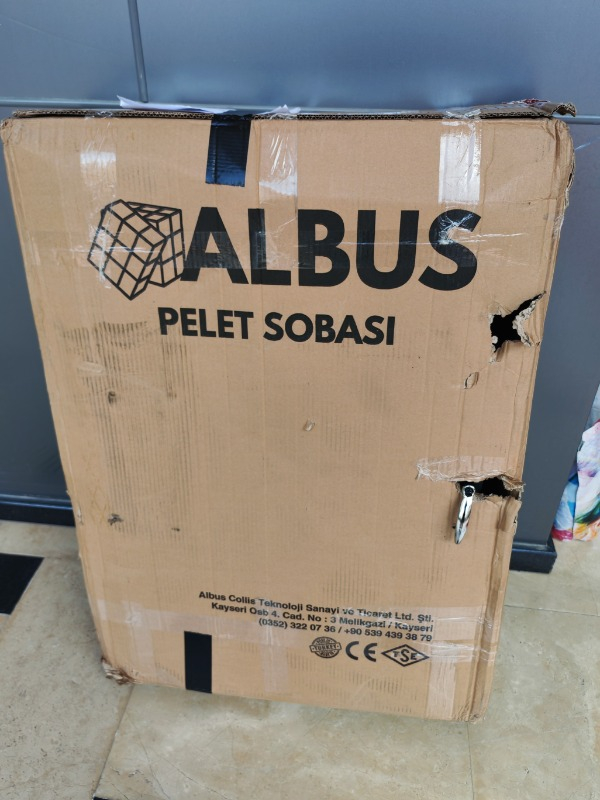 ALBUS
PELET SOBASI
Albus Collis Teknoloji Sanayi ve Ticaret Ltd. Şti.
Kayseri Osb 4. Cad. No : 3 Melikgazi / Kayseri
(0352) 322 07 36 / +90 539 439 38 79
TURKEY
CE
TSE